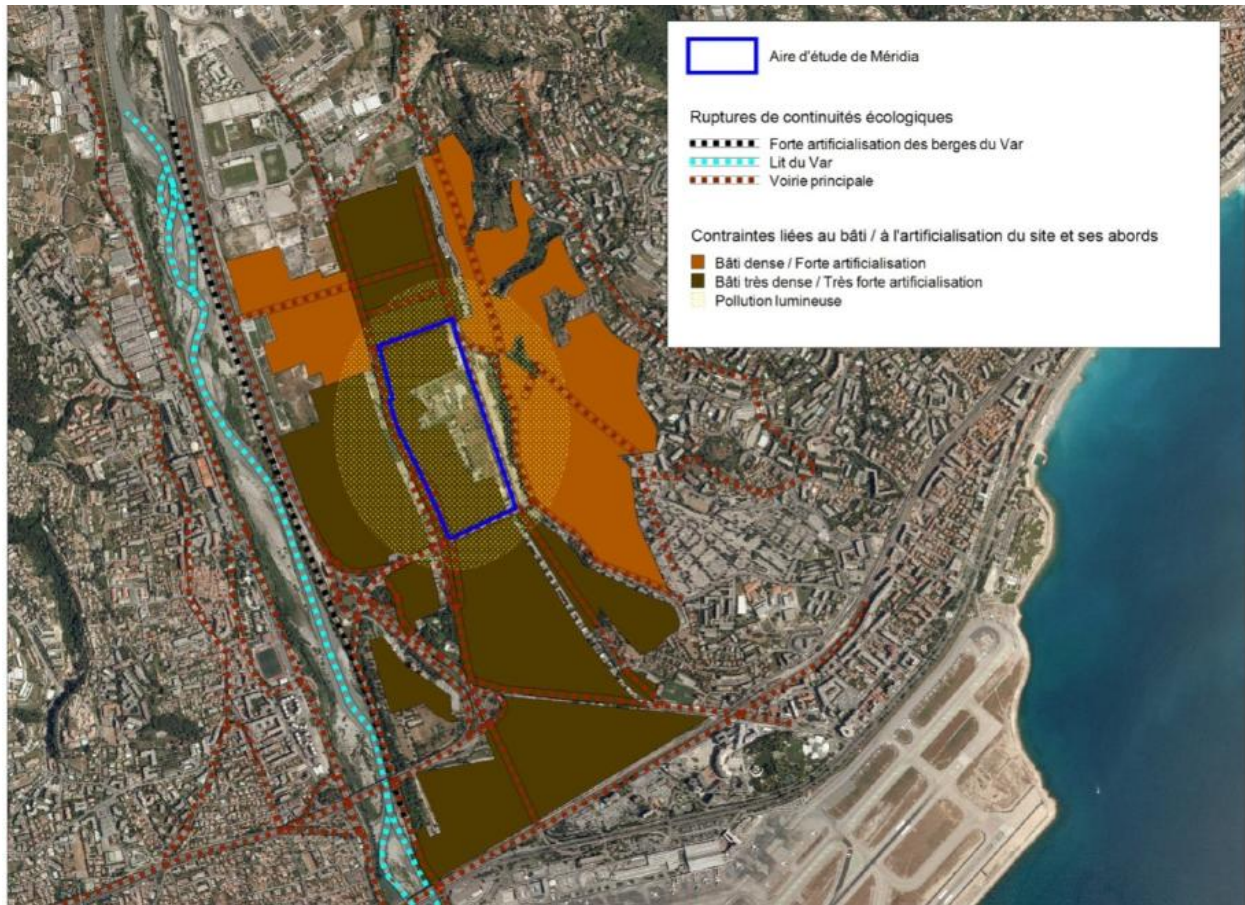 Aire d'étude de Méridia
Ruptures de continuités écologiques
Forte artificialisation des berges du Var
Lit du Var
Voirie principale
Contraintes liées au bâti / à l'artificialisation du site et ses abords
Bâti dense / Forte artificialisation
Bâti très dense / Très forte artificialisation
Pollution lumineuse